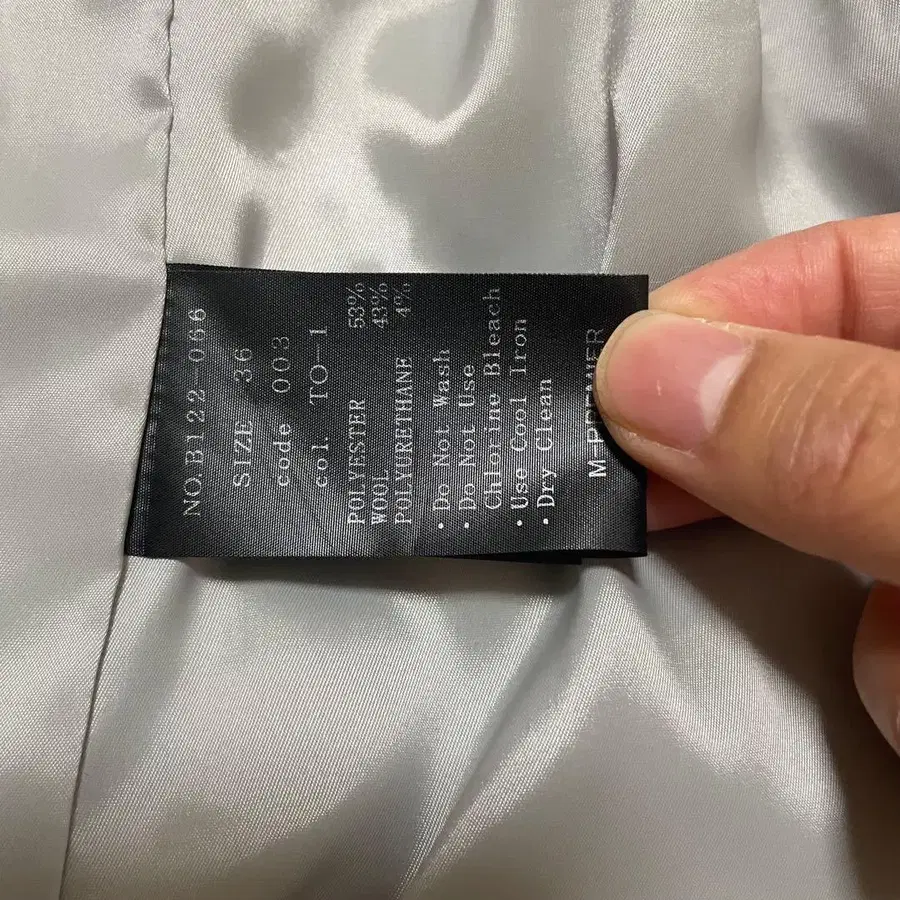 NO.B122-066
SIZE 36
code 003
col. TO-1
POLYESTER 53%
WOOL 43%
POLYURETHANE 4%
• Do Not Wash
• Do Not Use
Chlorine Bleach
• Use Cool Iron
• Dry Clean
M-PREMIER